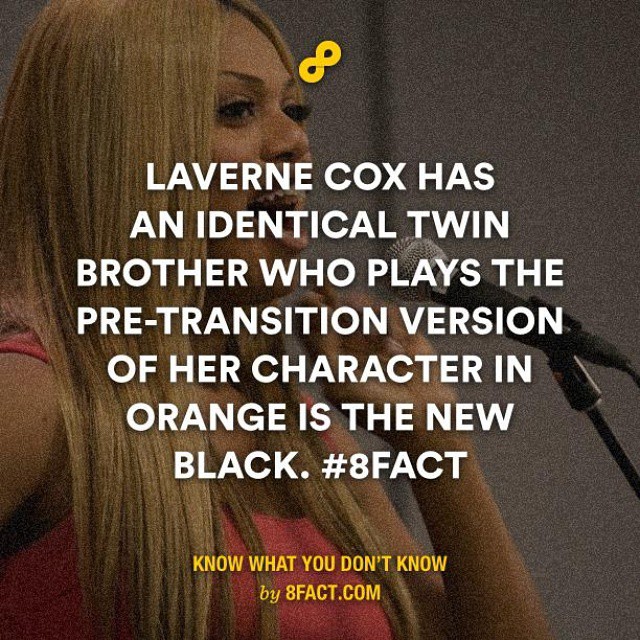 LAVERNE COX HAS
AN IDENTICAL TWIN
BROTHER WHO PLAYS THE
PRE-TRANSITION VERSION
OF HER CHARACTER IN
ORANGE IS THE NEW
BLACK. #8FACT
KNOW WHAT YOU DON'T KNOW
by 8FACT.COM